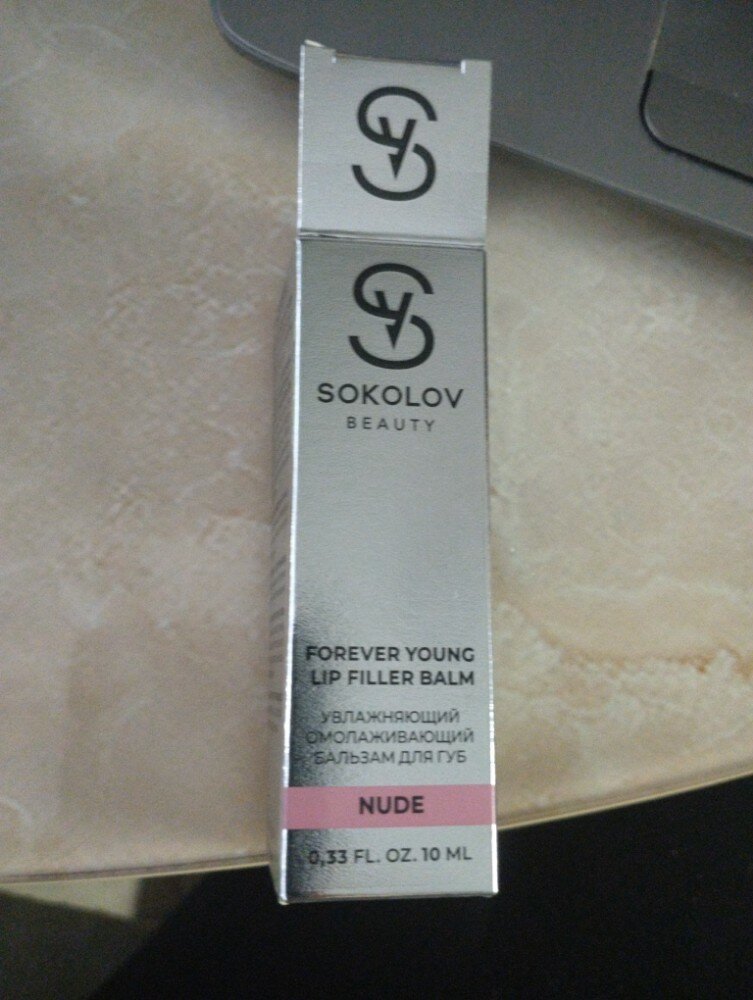 SOKOLOV
BEAUTY
FOREVER YOUNG
LIP FILLER BALM
УВЛАЖНЯЮЩИЙ
ОМОЛАЖИВАЮЩИЙ
БАЛЬЗАМ ДЛЯ ГУБ
NUDE
0,33 FL. OZ. 10 ML